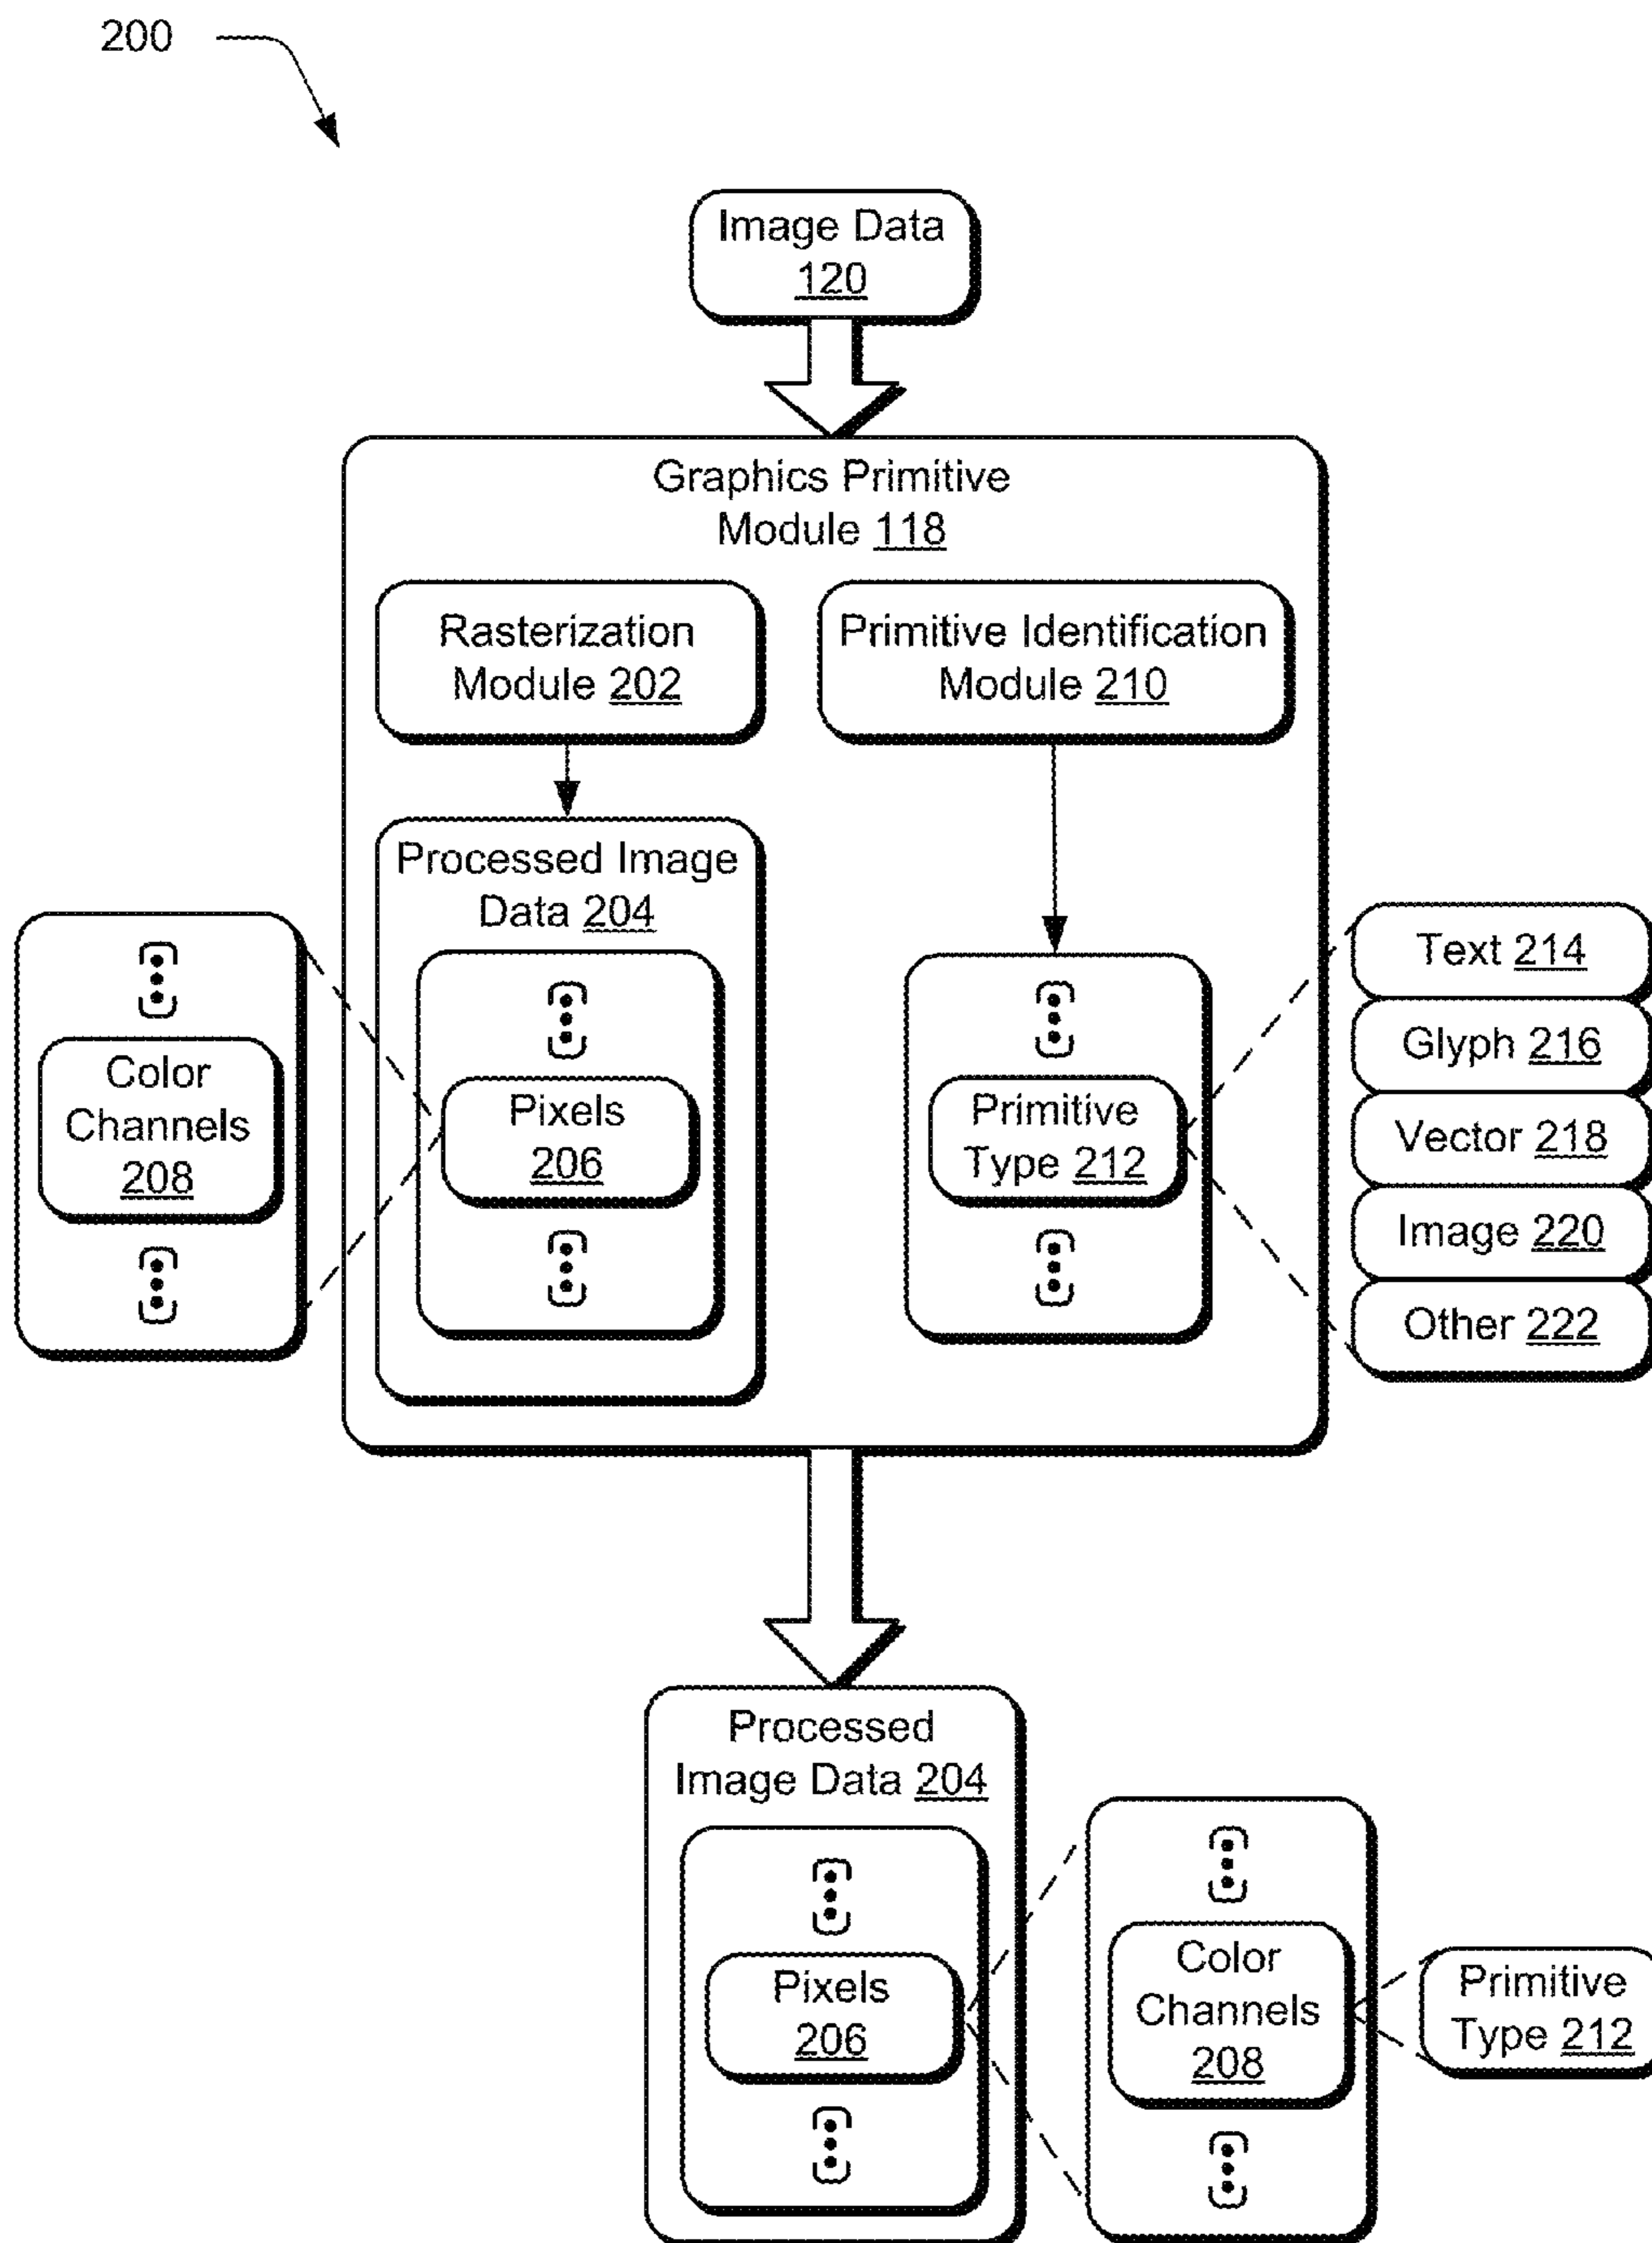 200
Image Data
120
Graphics Primitive
Module 118
Rasterization
Module 202
Primitive Identification
Module 210
Processed Image
Data 204
Color
Channels
208
Pixels
206
Primitive
Type 212
Text 214
Glyph 216
Vector 218
Image 220
Other 222
Processed
Image Data 204
Pixels
206
Color
Channels
208
Primitive
Type 212